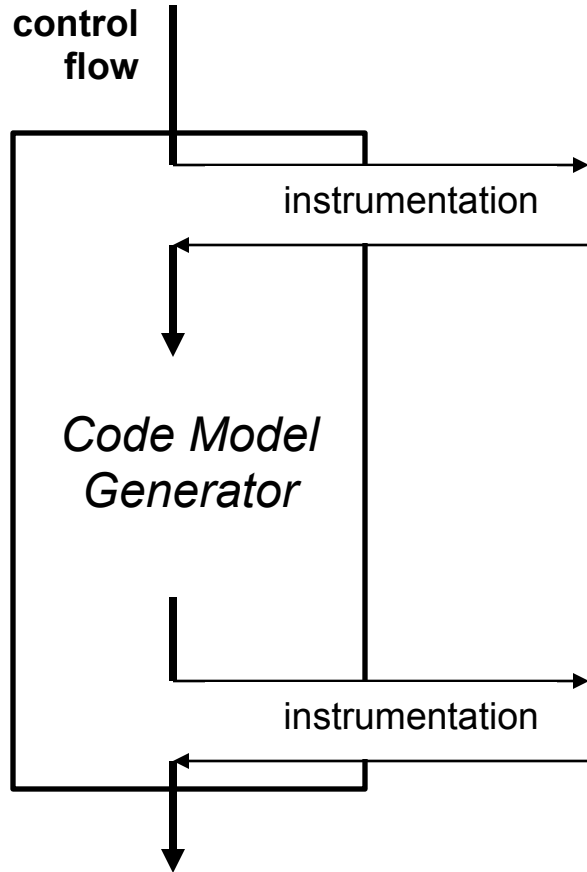 control
flow
instrumentation
Code Model
Generator
instrumentation